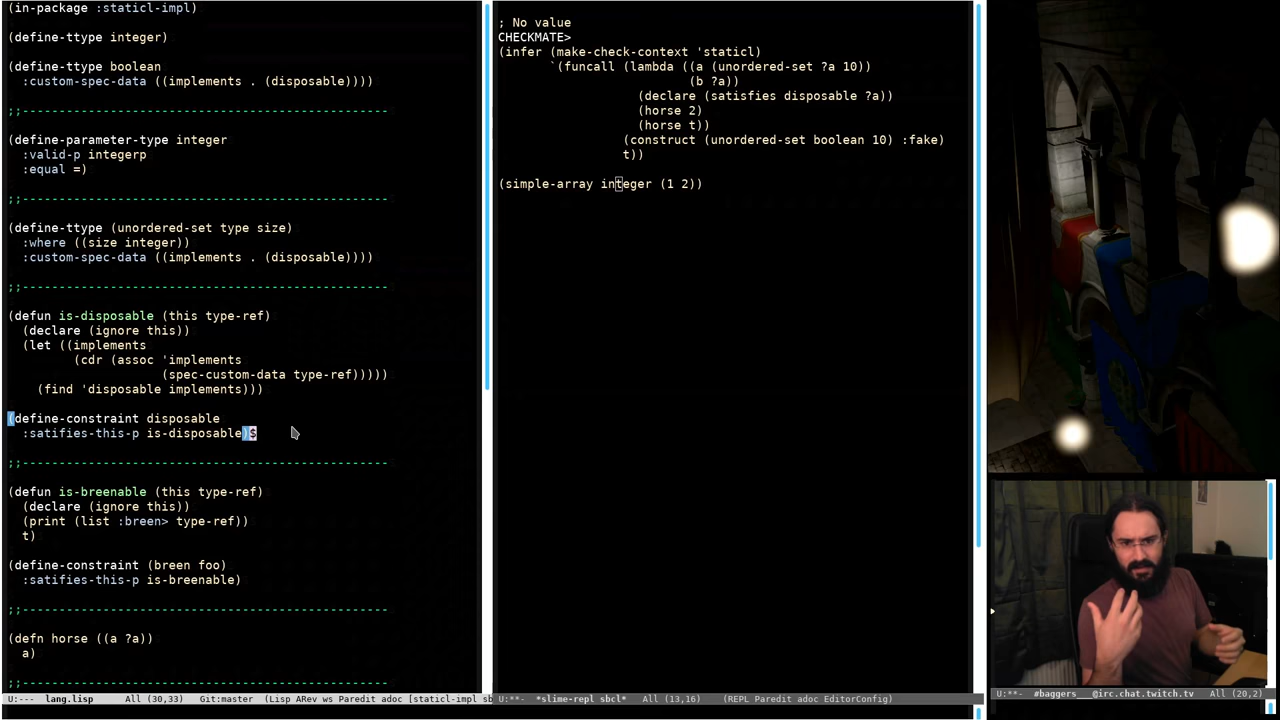 (in-package :staticl-impl)
(define-ttype integer)
(define-ttype boolean
:custom-spec-data ((implements . (disposable))))
;;--------------------------------------------------
(define-parameter-type integer
:valid-p integerp
:equal =)
;;--------------------------------------------------
(define-ttype (unordered-set type size)
:where ((size integer))
:custom-spec-data ((implements . (disposable))))
;;--------------------------------------------------
(defun is-disposable (this type-ref)
(declare (ignore this))
(let ((implements
(cdr (assoc 'implements
(spec-custom-data type-ref)))))
(find 'disposable implements)))
(define-constraint disposable
:satifies-this-p is-disposable)$
;;--------------------------------------------------
(defun is-breenable (this type-ref)
(declare (ignore this))
(print (list :breen> type-ref))
t)
(define-constraint (breen foo)
:satifies-this-p is-breenable)
;;--------------------------------------------------
(defn horse ((a ?a))
a)
;;--------------------------------------------------
U:--- lang.lisp All (30,33) Git:master (Lisp ARev ws Paredit adoc [staticl-impl sb
; No value
CHECKMATE>
(infer (make-check-context 'staticl)
`(funcall (lambda ((a (unordered-set ?a 10))
(b ?a))
(declare (satisfies disposable ?a))
(horse 2)
(horse t))
(construct (unordered-set boolean 10) :fake)
t))
(simple-array integer (1 2))
U:**- *slime-repl sbcl* All (13,16) (REPL Paredit adoc EditorConfig)
U:**- #baggers___@irc.chat.twitch.tv All (20,2)